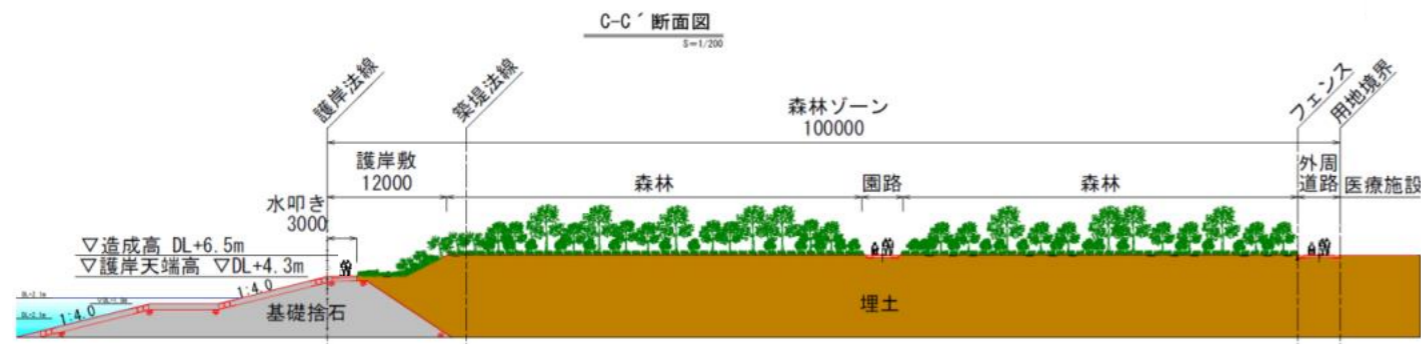 C-C´断面図
S=1/200
護岸法線
築堤法線
フェンス
用地境界
森林ゾーン
100000
護岸敷
12000
森林
園路
森林
外周
道路
医療施設
水叩き
3000
▽造成高 DL+6.5m
▽護岸天端高 ▽DL+4.3m
1:4.0
1:4.0
基礎捨石
埋土